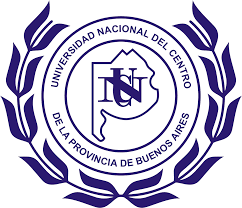 UNIVERSIDAD NACIONAL DEL CENTRO
DE LA PROVINCIA DE BUENOS AIRES
UNC